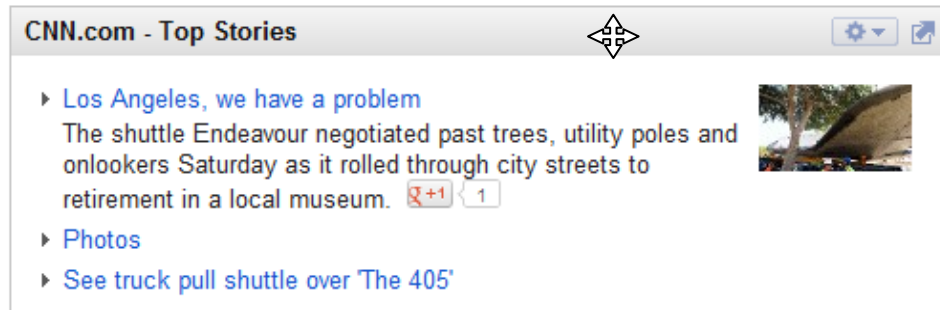 CNN.com - Top Stories
Los Angeles, we have a problem
The shuttle Endeavour negotiated past trees, utility poles and
onlookers Saturday as it rolled through city streets to
retirement in a local museum. g +1 1
Photos
See truck pull shuttle over 'The 405'